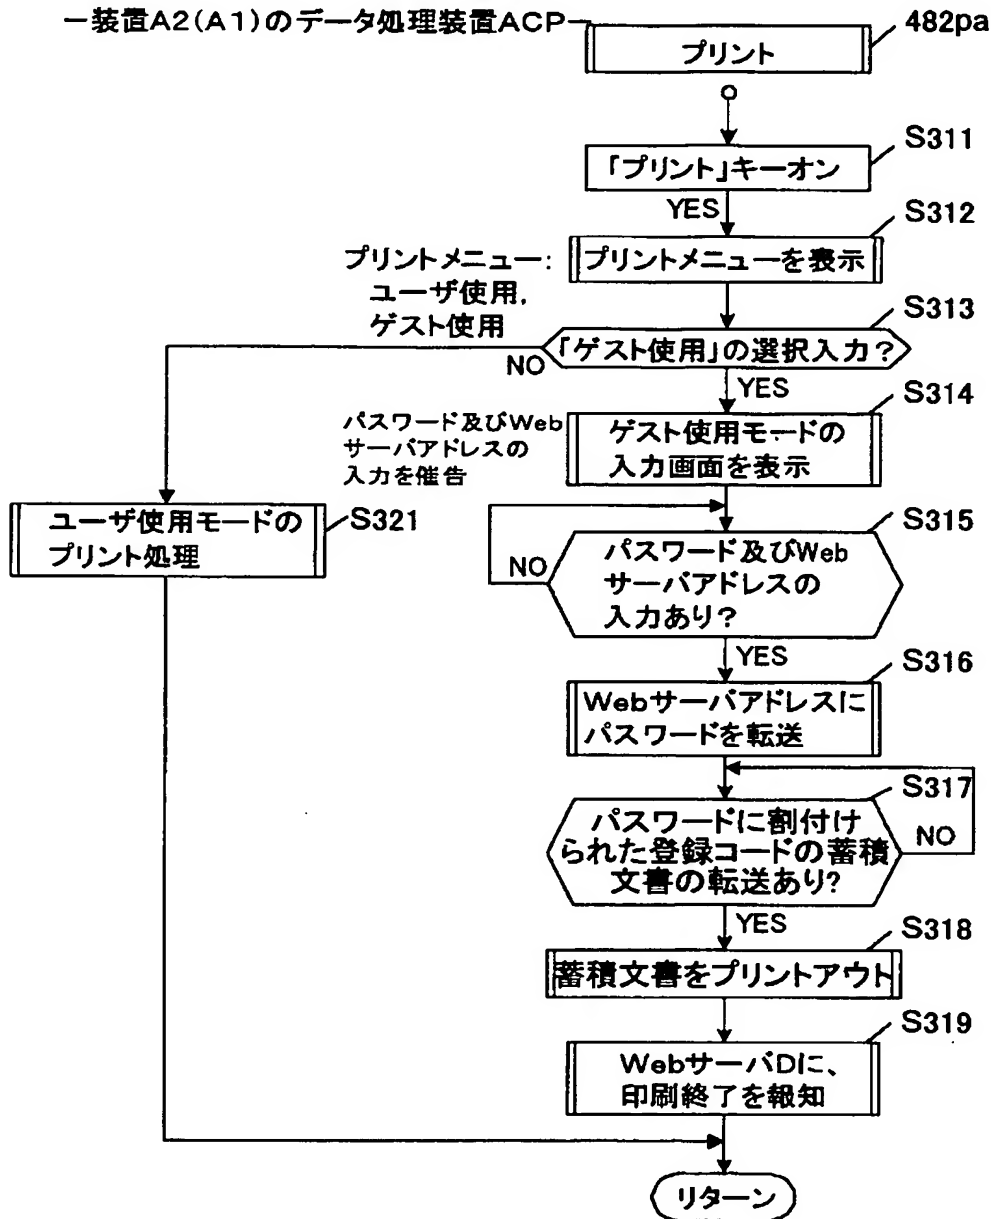 ―装置A2(A1)のデータ処理装置ACP―
482pa
プリント
S311
「プリント」キーオン
YES
S312
プリントメニューを表示
プリントメニュー:
ユーザ使用,
ゲスト使用
S313
「ゲスト使用」の選択入力?
NO
YES
S314
ゲスト使用モードの
入力画面を表示
パスワード及びWeb
サーバアドレスの
入力を催告
ユーザ使用モードの
プリント処理
S321
S315
パスワード及びWeb
サーバアドレスの
入力あり?
NO
YES
S316
Webサーバアドレスに
パスワードを転送
S317
パスワードに割付け
られた登録コードの蓄積
文書の転送あり?
NO
YES
S318
蓄積文書をプリントアウト
S319
WebサーバDに、
印刷終了を報知
リターン